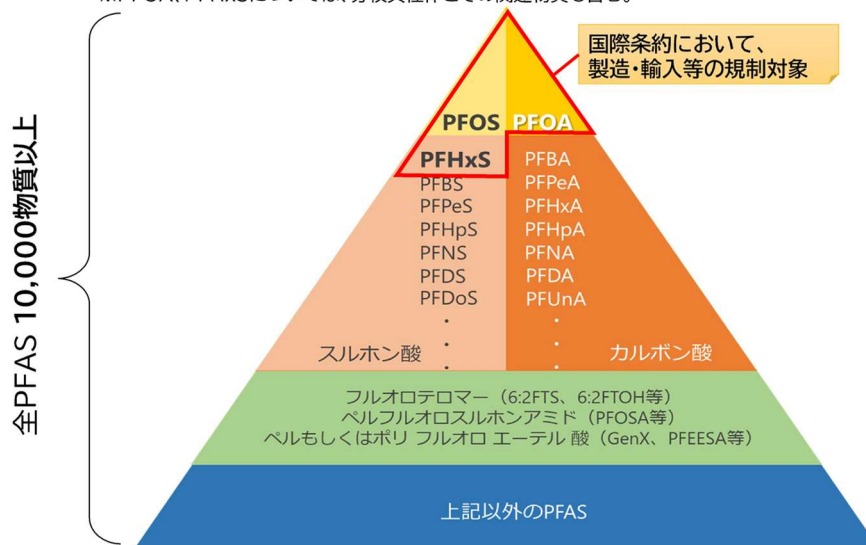 国際条約において、
製造・輸入等の規制対象
全PFAS 10,000物質以上
PFOS PFOA
PFHxS PFBA
PFBS PFPeA
PFPeS PFHxA
PFHpS PFHpA
PFNS PFNA
PFDS PFDA
PFDoS PFUnA
スルホン酸 カルボン酸
フルオロテロマー（6:2FTS、6:2FTOH等）
ペルフルオロスルホンアミド（PFOSA等）
ペルもしくはポリ フルオロ エーテル 酸（GenX、PFEESA等）
上記以外のPFAS